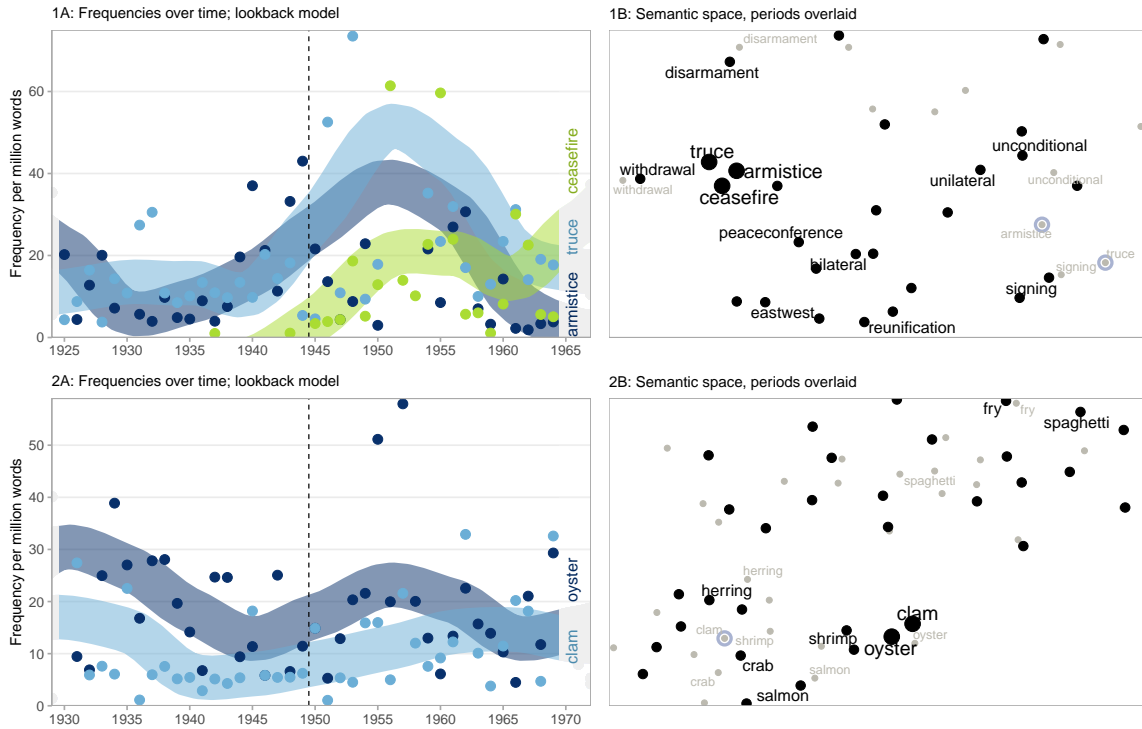 1A: Frequencies over time; lookback model
Frequency per million words
60
40
20
0
1925
1930
1935
1940
1945
1950
1955
1960
1965
ceasefire
truce
armistice
1B: Semantic space, periods overlaid
disarmament
disarmament
unconditional
truce
withdrawal
armistice
unilateral
unconditional
withdrawal
ceasefire
peaceconference
armistice
truce
bilateral
signing
signing
eastwest
reunification
2A: Frequencies over time; lookback model
Frequency per million words
50
40
30
20
10
0
1930
1935
1940
1945
1950
1955
1960
1965
1970
oyster
clam
2B: Semantic space, periods overlaid
fry
fry
spaghetti
spaghetti
herring
herring
clam
clam
shrimp
shrimp
oyster
oyster
crab
salmon
crab
salmon